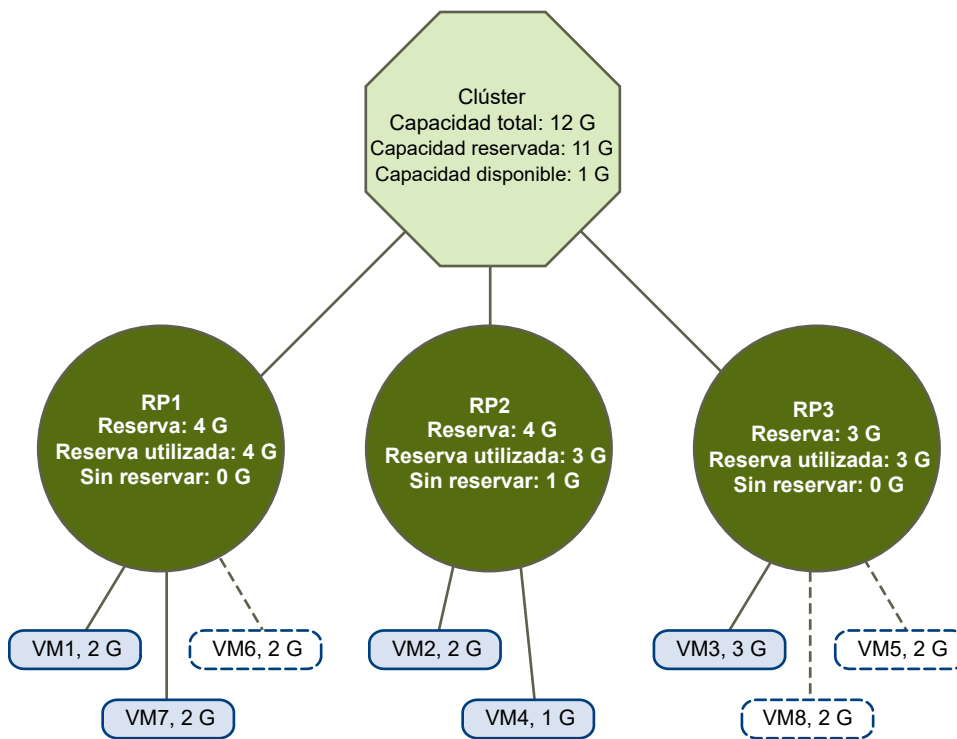 Clúster
Capacidad total: 12 G
Capacidad reservada: 11 G
Capacidad disponible: 1 G
RP1
Reserva: 4 G
Reserva utilizada: 4 G
Sin reservar: 0 G
RP2
Reserva: 4 G
Reserva utilizada: 3 G
Sin reservar: 1 G
RP3
Reserva: 3 G
Reserva utilizada: 3 G
Sin reservar: 0 G
VM1, 2 G
VM6, 2 G
VM2, 2 G
VM3, 3 G
VM5, 2 G
VM7, 2 G
VM4, 1 G
VM8, 2 G